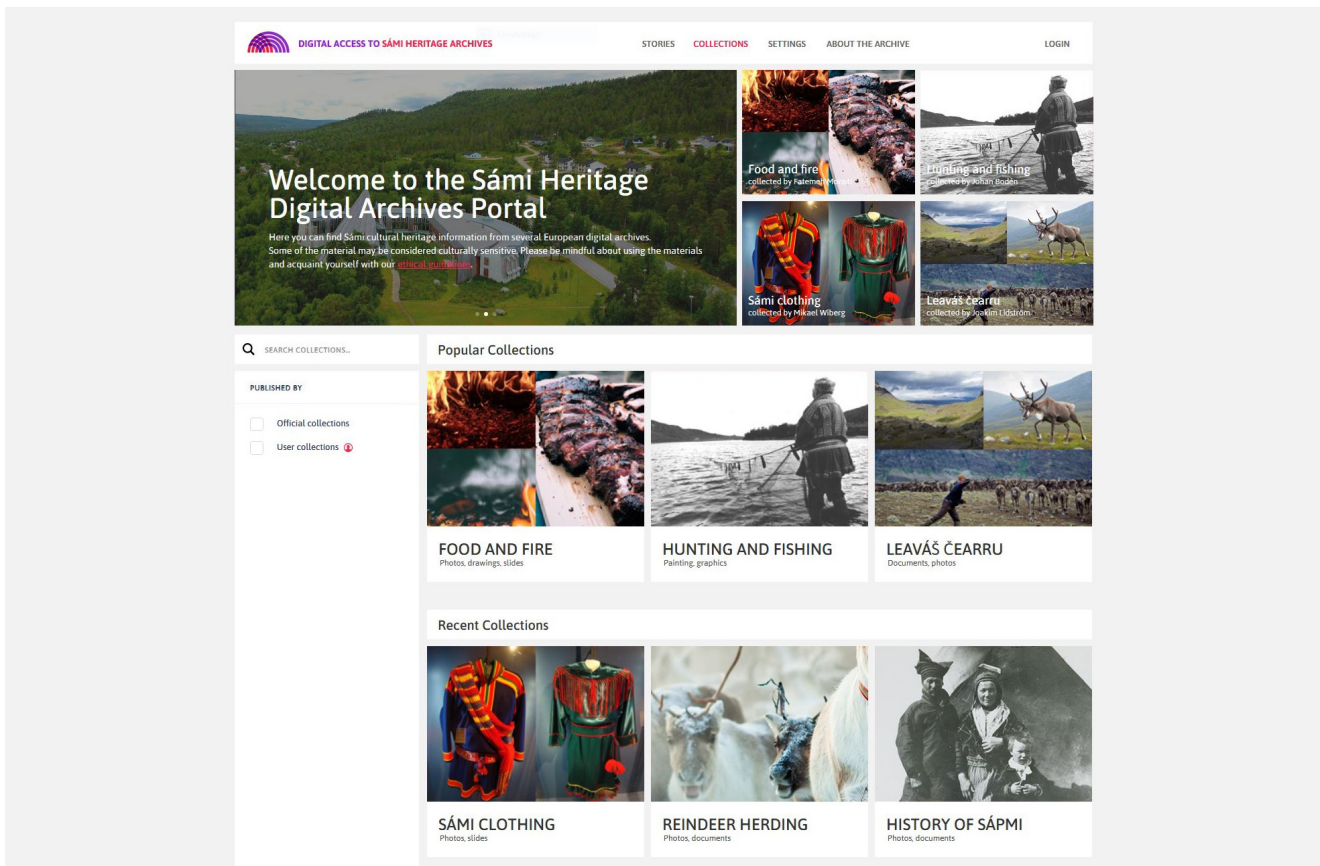 DIGITAL ACCESS TO SÁMI HERITAGE ARCHIVES
STORIES
COLLECTIONS
SETTINGS
ABOUT THE ARCHIVE
LOGIN
Welcome to the Sámi Heritage
Digital Archives Portal
Here you can find Sámi cultural heritage information from several European digital archives.
Some of the material may be considered culturally sensitive. Please be mindful about using the materials
and acquaint yourself with our ethical guidelines.
Food and fire
collected by Fatemeh
Hunting and fishing
collected by Johan Bodén
Sámi clothing
collected by Mikael Wiberg
Leaváš čearru
collected by Joakim Lidström
SEARCH COLLECTIONS...
PUBLISHED BY
Official collections
User collections
Popular Collections
FOOD AND FIRE
Photos, drawings, slides
HUNTING AND FISHING
Painting, graphics
LEAVÁŠ ČEARRU
Documents, photos
Recent Collections
SÁMI CLOTHING
Photos, slides
REINDEER HERDING
Photos, documents
HISTORY OF SÁPMI
Photos, documents